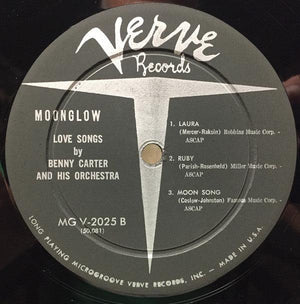 Verve
Records
MOONGLOW
LOVE SONGS
by
BENNY CARTER
AND HIS ORCHESTRA
MG V-2025 B
(50,081)
1. LAURA
(Mercer-Raksin) Robbins Music Corp. -
ASCAP
2. RUBY
(Parish-Rosenfeld) Miller Music Corp. -
ASCAP
3. MOON SONG
(Coslow-Johnston) Famous Music Corp. -
ASCAP
LONG PLAYING MICROGROOVE VERVE RECORDS, INC. — MADE IN U.S.A.